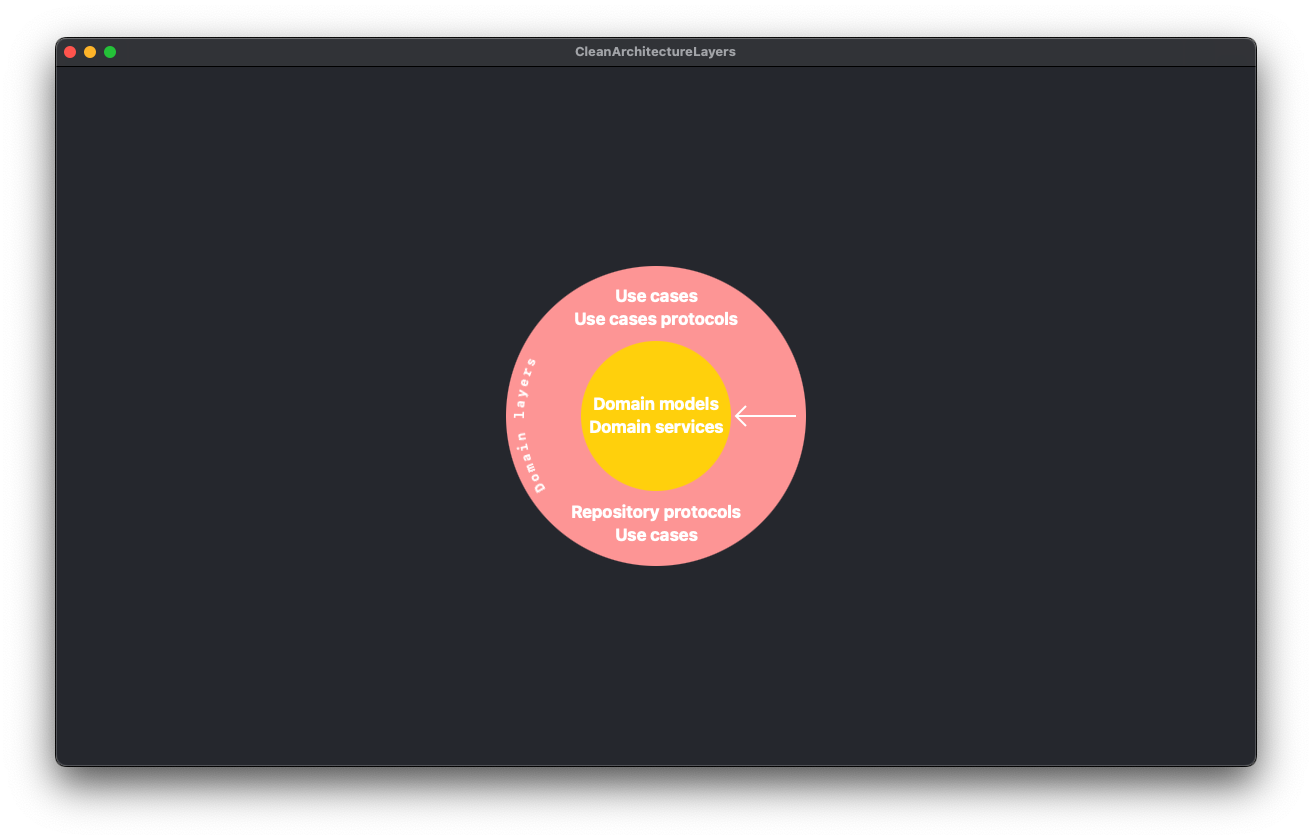 CleanArchitectureLayers
Use cases
Use cases protocols
Domain layers
Domain models
Domain services
Repository protocols
Use cases